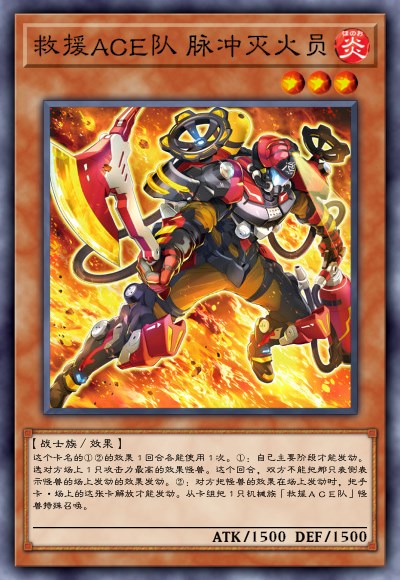 救援ACE队 脉冲灭火员
ほのお
炎
【战士族/效果】
这个卡名的①②的效果1回合各能使用1次。①：自己主要阶段才能发动。
选对方场上1只攻击力最高的效果怪兽。这个回合，双方不能把那只表侧表
示怪兽的场上发动的效果发动。②：对方把怪兽的效果在场上发动时，把手
卡·场上的这张卡解放才能发动。从卡组把1只机械族「救援ACE队」怪
兽特殊召唤。
ATK/1500 DEF/1500